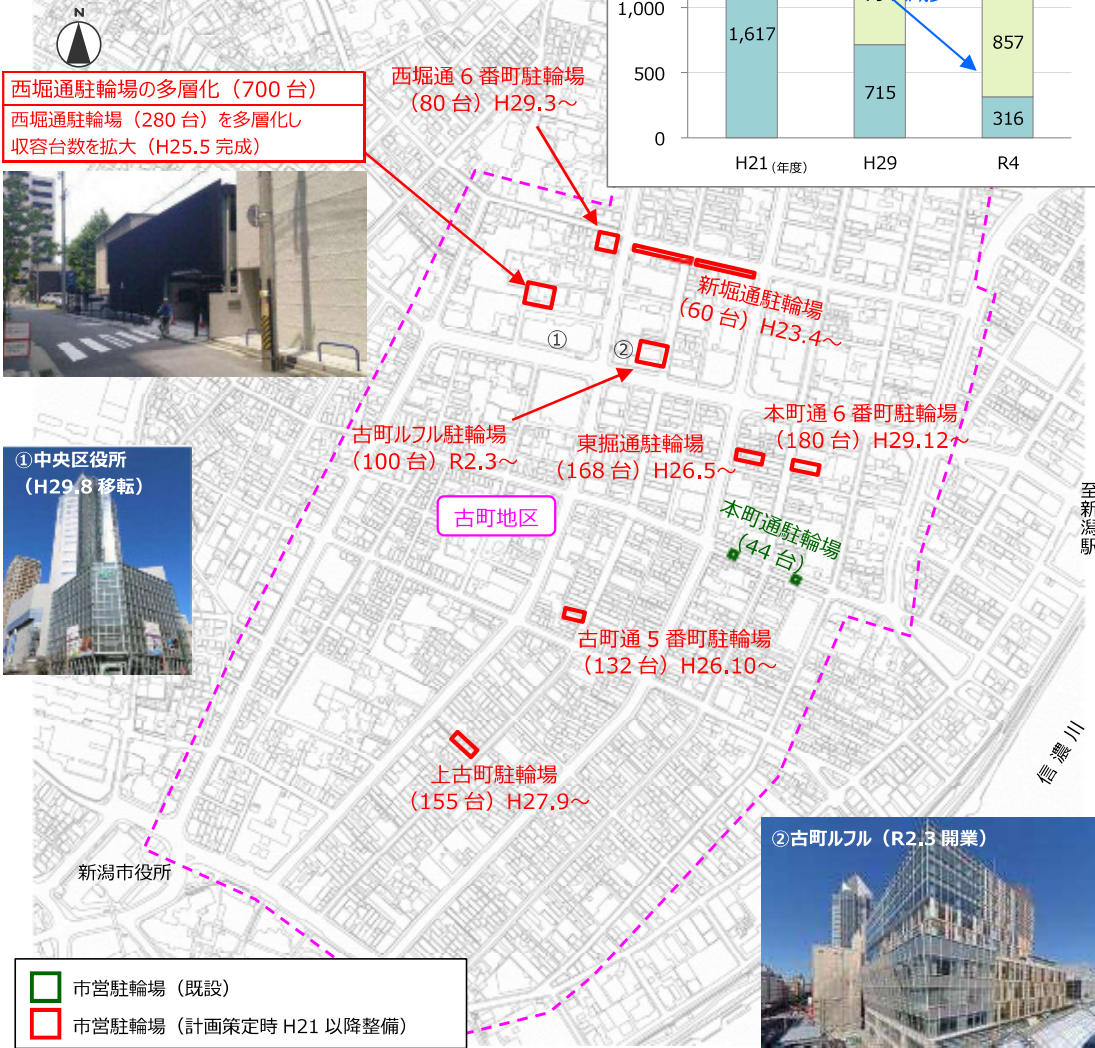 N
1,000
500
0
1,617
715
857
316
H21(年度)
H29
R4
西堀通駐輪場の多層化（700 台）
西堀通駐輪場（280 台）を多層化し
収容台数を拡大（H25.5 完成）
西堀通 6 番町駐輪場
（80 台）H29.3～
新堀通駐輪場
（60 台）H23.4～
①
②
古町ルフル駐輪場
（100 台）R2.3～
東掘通駐輪場
（168 台）H26.5～
本町通 6 番町駐輪場
（180 台）H29.12～
①中央区役所
（H29.8 移転）
古町地区
本町通駐輪場
（44 台）
至新潟駅
古町通 5 番町駐輪場
（132 台）H26.10～
上古町駐輪場
（155 台）H27.9～
信濃川
新潟市役所
②古町ルフル（R2.3 開業）
市営駐輪場（既設）
市営駐輪場（計画策定時 H21 以降整備）